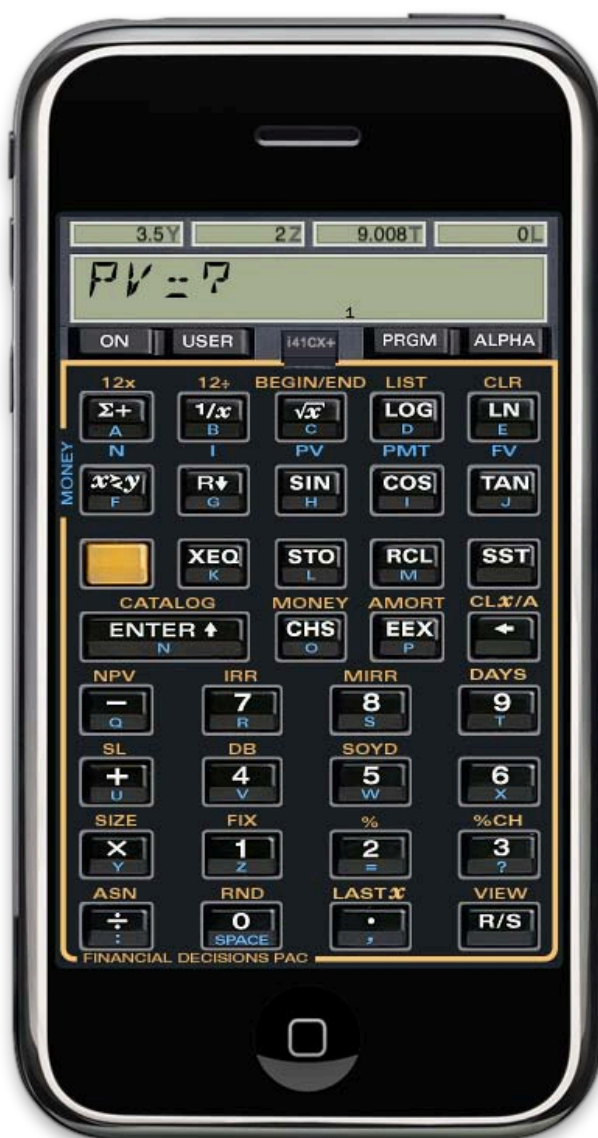 3.5Y 2Z 9.008T 0L
PV=?
1
ON USER i41CX+ PRGM ALPHA
12x 12÷ BEGIN/END LIST CLR
Σ+ 1/x √x LOG LN
A B C D E
N I PV PMT FV
MONEY
x≷y R↓ SIN COS TAN
F G H I J
XEQ STO RCL SST
K L M
CATALOG MONEY AMORT CLx/A
ENTER↑ CHS EEX ←
N O P
NPV IRR MIRR DAYS
− 7 8 9
Q R S T
SL DB SOYD
+ 4 5 6
U V W X
SIZE FIX % %CH
× 1 2 3
Y Z = ?
ASN RND LASTx VIEW
÷ 0 . R/S
: SPACE ,
FINANCIAL DECISIONS PAC